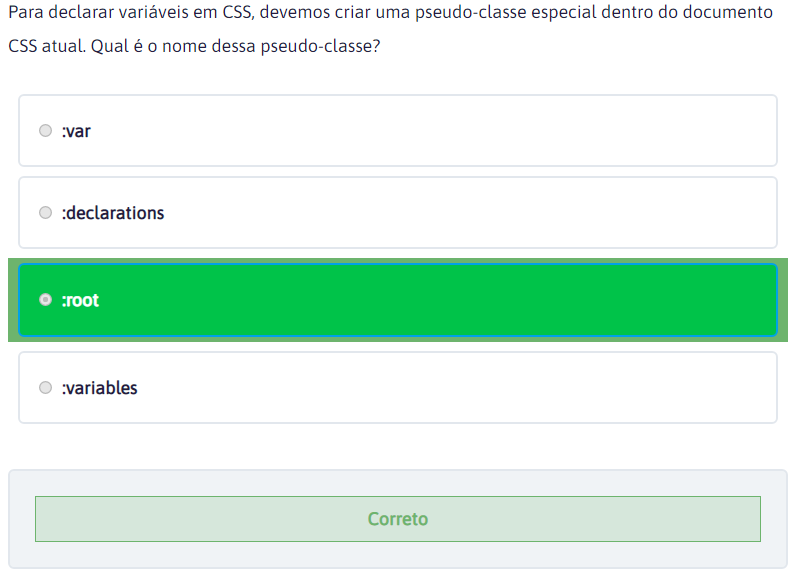 Para declarar variáveis em CSS, devemos criar uma pseudo-classe especial dentro do documento
CSS atual. Qual é o nome dessa pseudo-classe?
:var
:declarations
:root
:variables
Correto